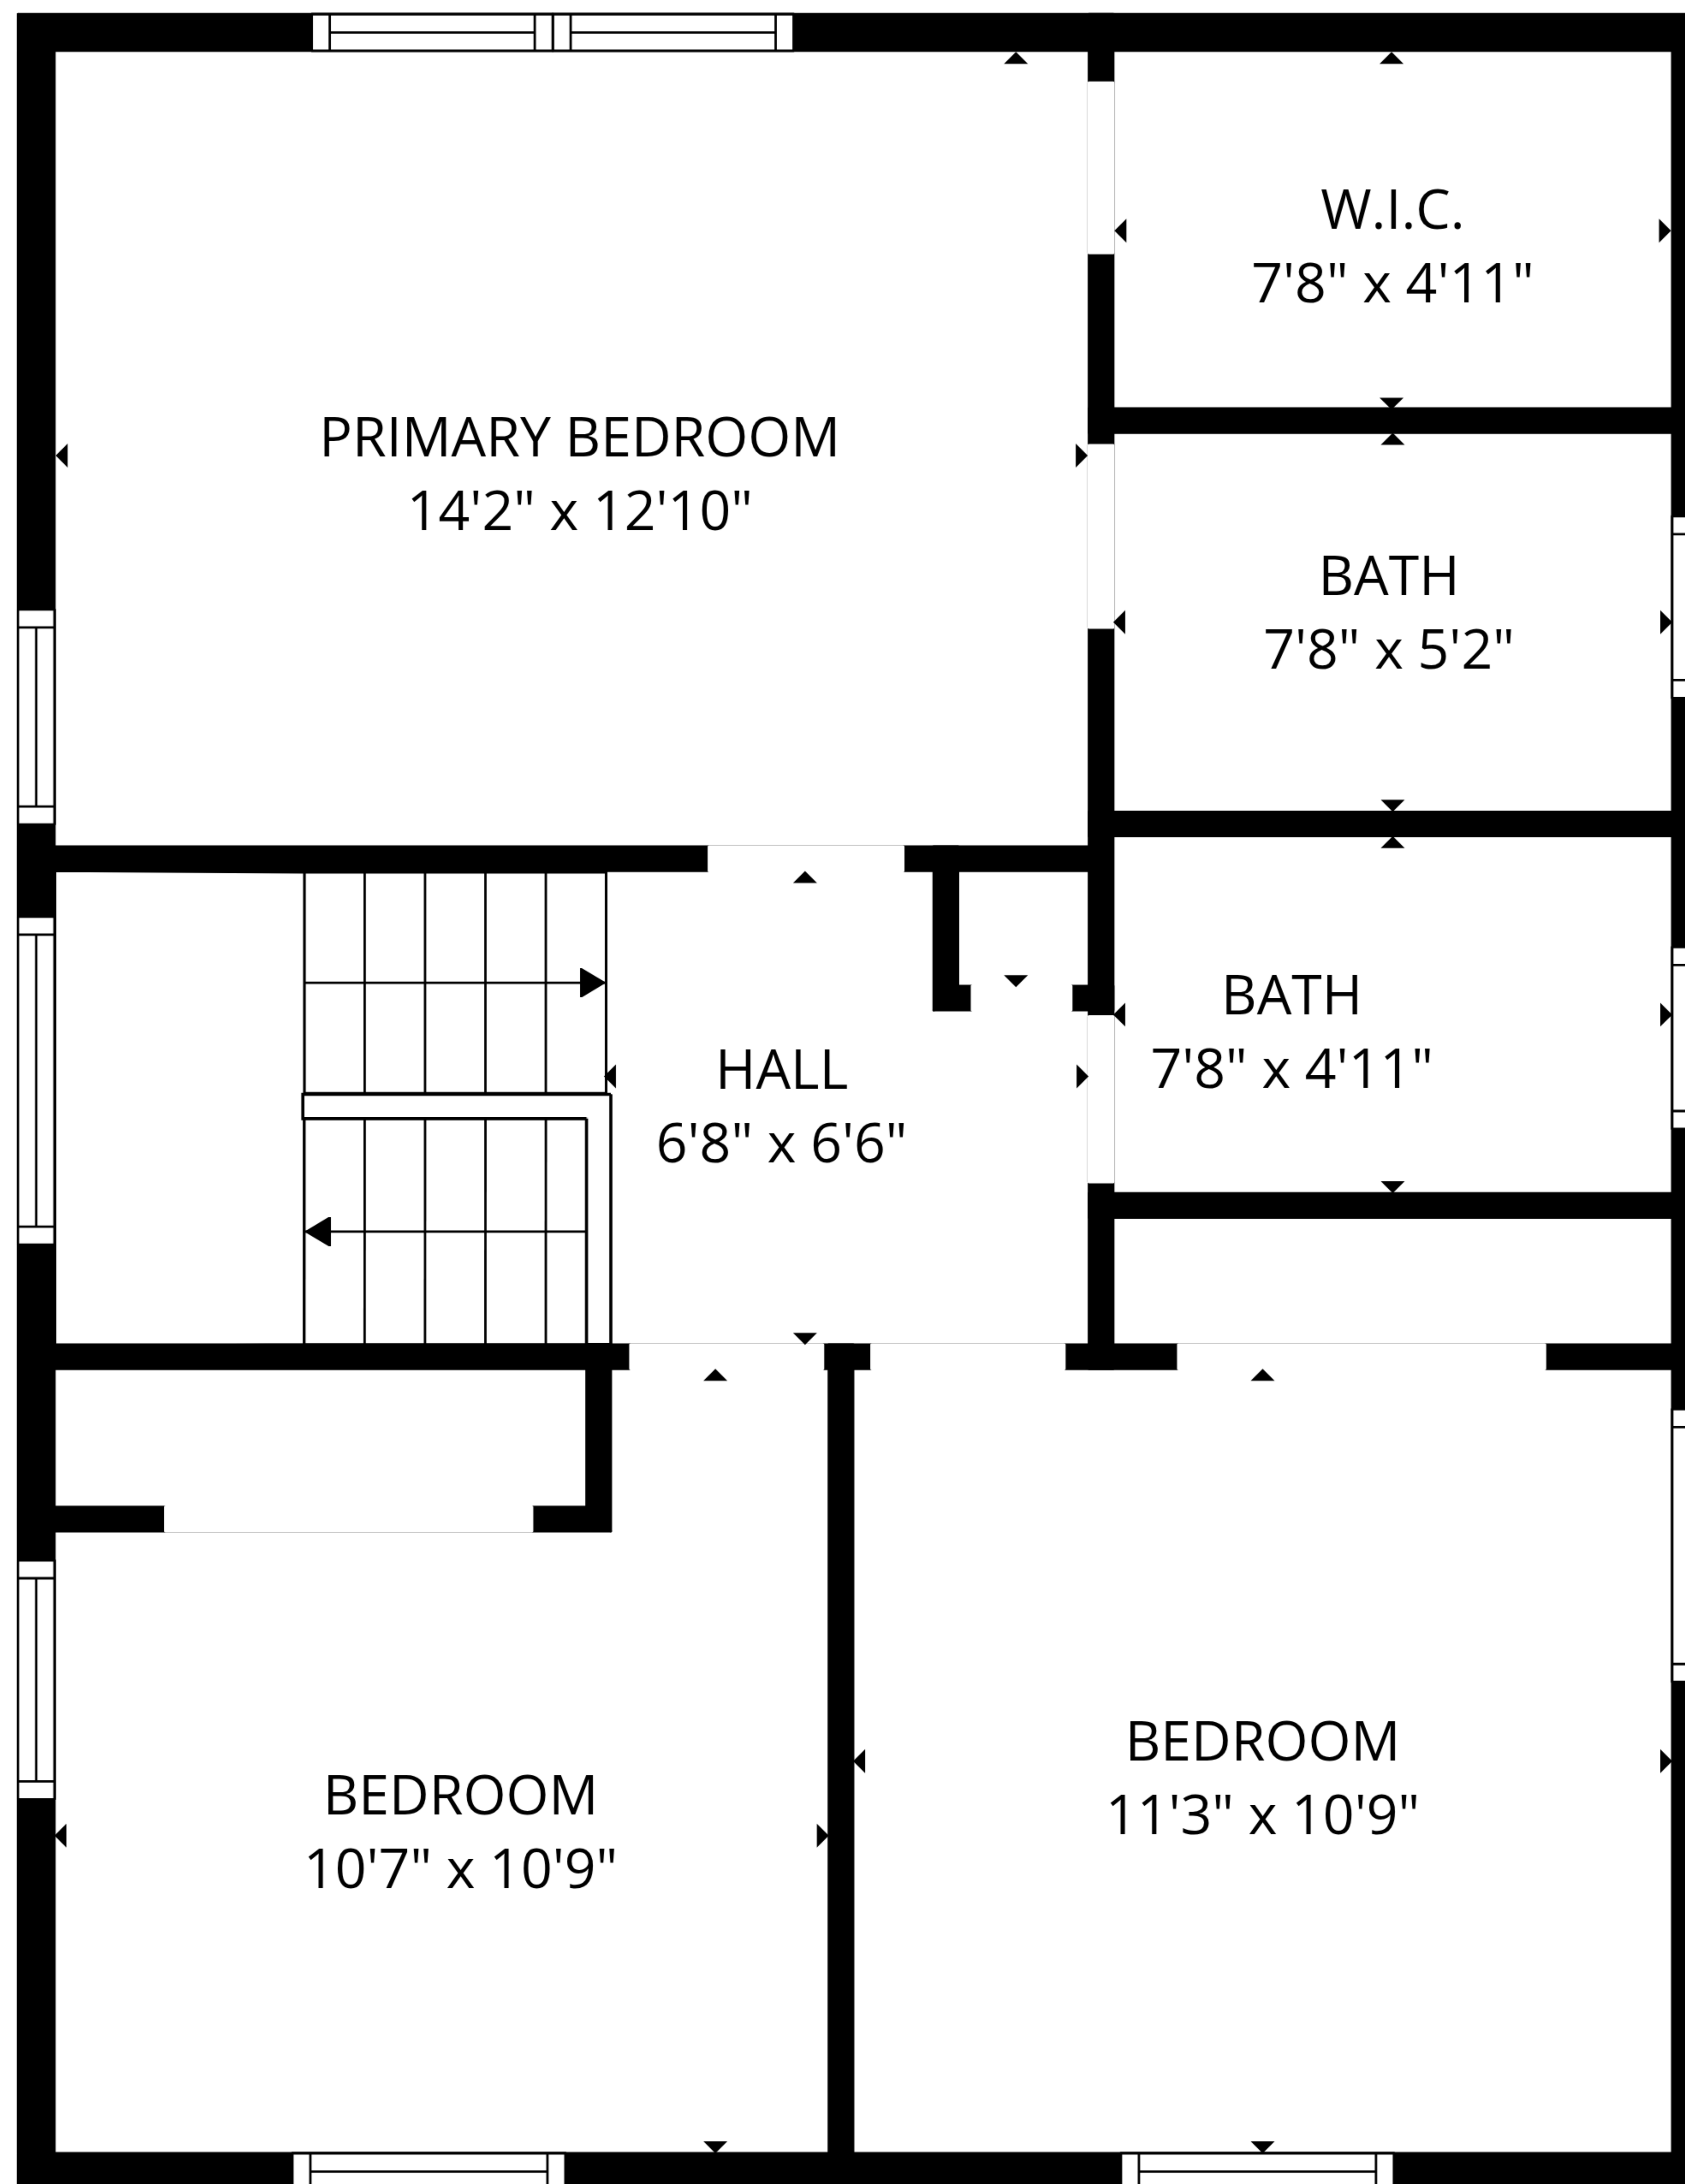 W.I.C.
7'8" x 4'11"
PRIMARY BEDROOM
14'2" x 12'10"
BATH
7'8" x 5'2"
BATH
7'8" x 4'11"
HALL
6'8" x 6'6"
BEDROOM
11'3" x 10'9"
BEDROOM
10'7" x 10'9"